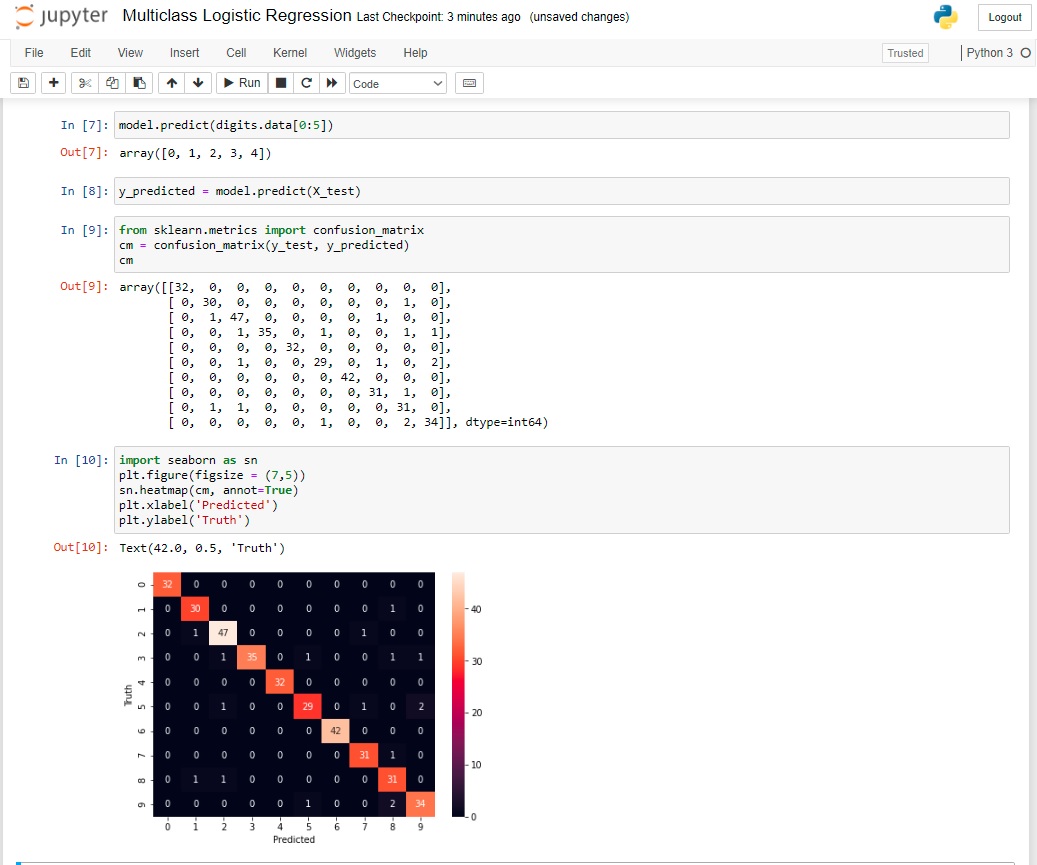 jupyter Multiclass Logistic Regression Last Checkpoint: 3 minutes ago (unsaved changes) Logout
File Edit View Insert Cell Kernel Widgets Help Trusted Python 3
Run Code
In [7]: model.predict(digits.data[0:5])
Out[7]: array([0, 1, 2, 3, 4])
In [8]: y_predicted = model.predict(X_test)
In [9]: from sklearn.metrics import confusion_matrix
cm = confusion_matrix(y_test, y_predicted)
cm
Out[9]: array([[32, 0, 0, 0, 0, 0, 0, 0, 0, 0],
[ 0, 30, 0, 0, 0, 0, 0, 0, 1, 0],
[ 0, 1, 47, 0, 0, 0, 0, 1, 0, 0],
[ 0, 0, 1, 35, 0, 1, 0, 0, 1, 1],
[ 0, 0, 0, 0, 32, 0, 0, 0, 0, 0],
[ 0, 0, 1, 0, 0, 29, 0, 1, 0, 2],
[ 0, 0, 0, 0, 0, 0, 42, 0, 0, 0],
[ 0, 0, 0, 0, 0, 0, 0, 31, 1, 0],
[ 0, 1, 1, 0, 0, 0, 0, 0, 31, 0],
[ 0, 0, 0, 0, 0, 1, 0, 0, 2, 34]], dtype=int64)
In [10]: import seaborn as sn
plt.figure(figsize = (7,5))
sn.heatmap(cm, annot=True)
plt.xlabel('Predicted')
plt.ylabel('Truth')
Out[10]: Text(42.0, 0.5, 'Truth')
0 32 0 0 0 0 0 0 0 0 0
1 0 30 0 0 0 0 0 0 1 0 40
2 0 1 47 0 0 0 0 1 0 0
3 0 0 1 35 0 1 0 0 1 1 30
4 0 0 0 0 32 0 0 0 0 0
Truth
5 0 0 1 0 0 29 0 1 0 2 20
6 0 0 0 0 0 0 42 0 0 0
7 0 0 0 0 0 0 0 31 1 0 10
8 0 1 1 0 0 0 0 0 31 0
9 0 0 0 0 0 1 0 0 2 34 0
0 1 2 3 4 5 6 7 8 9
Predicted